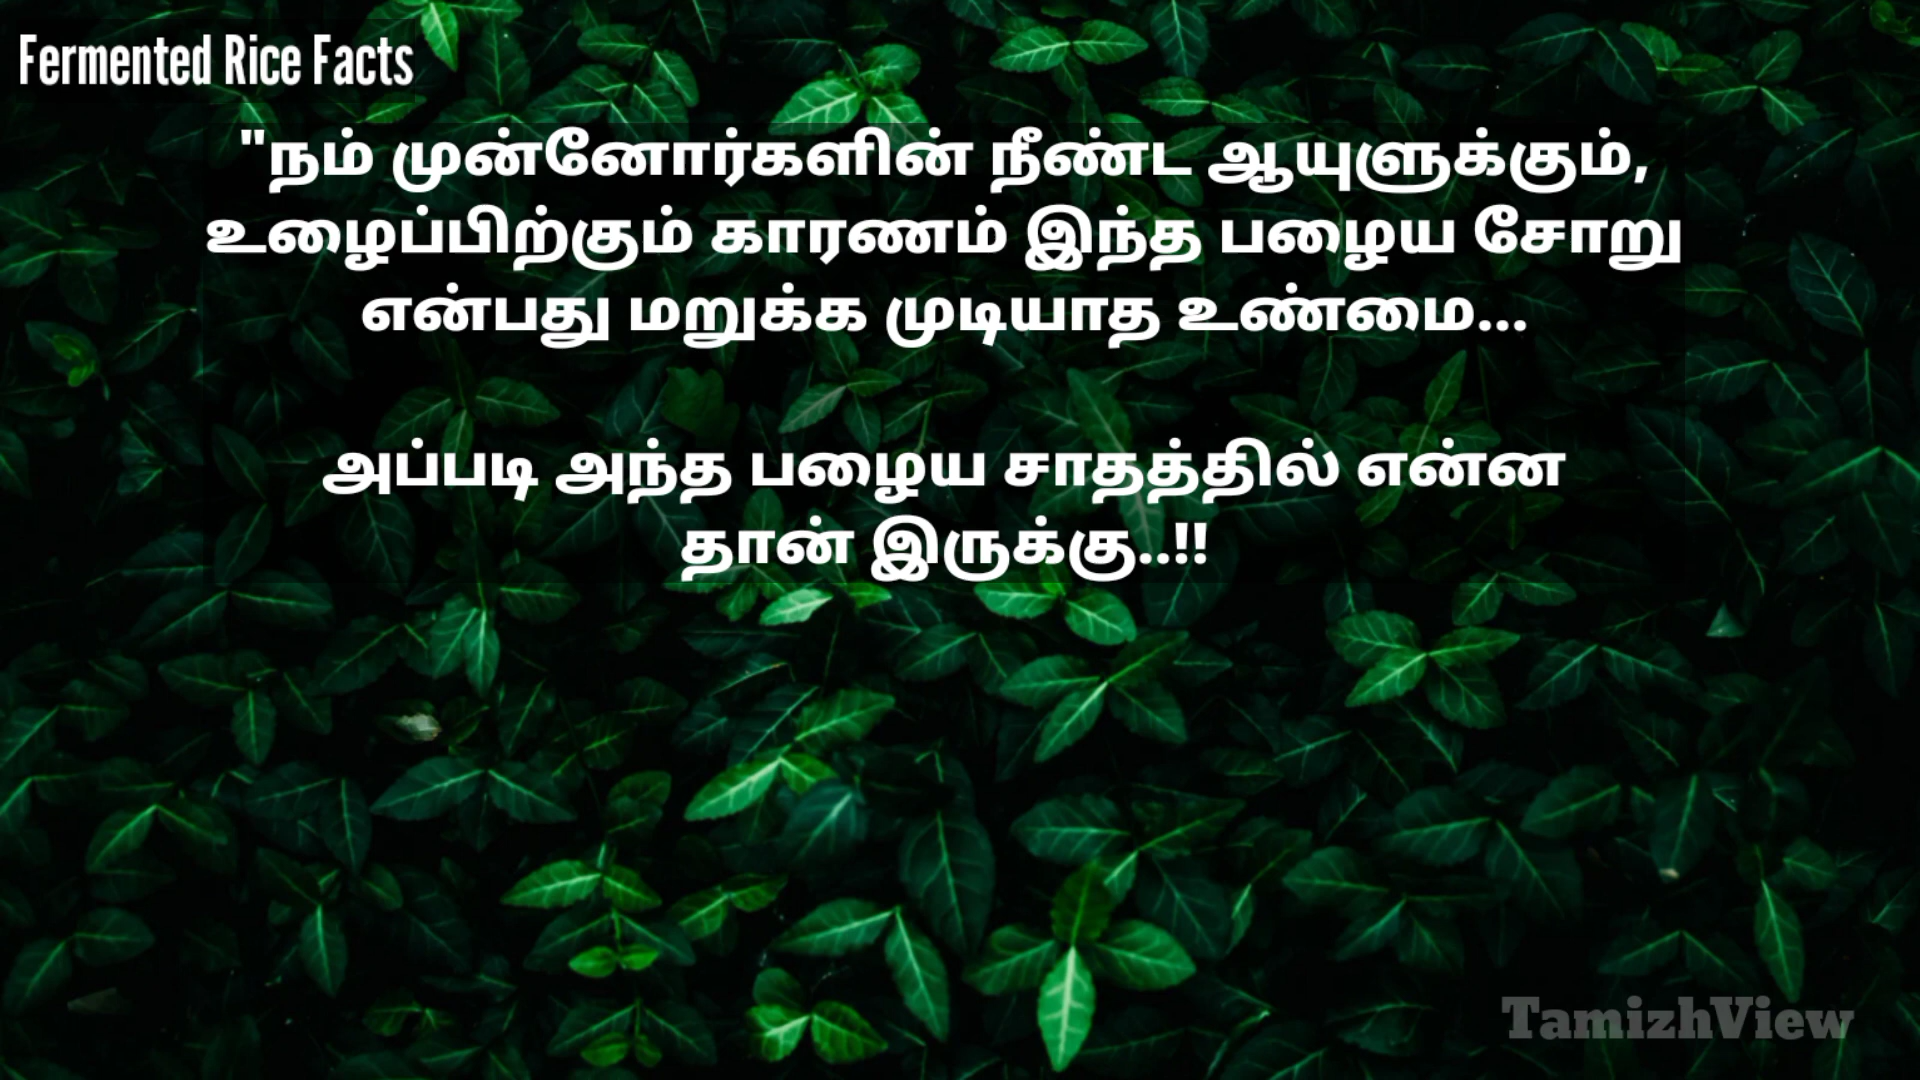 Fermented Rice Facts
"நம் முன்னோர்களின் நீண்ட ஆயுளுக்கும்,
உழைப்பிற்கும் காரணம் இந்த பழைய சோறு
என்பது மறுக்க முடியாத உண்மை...
அப்படி அந்த பழைய சாதத்தில் என்ன
தான் இருக்கு..!!
TamizhView